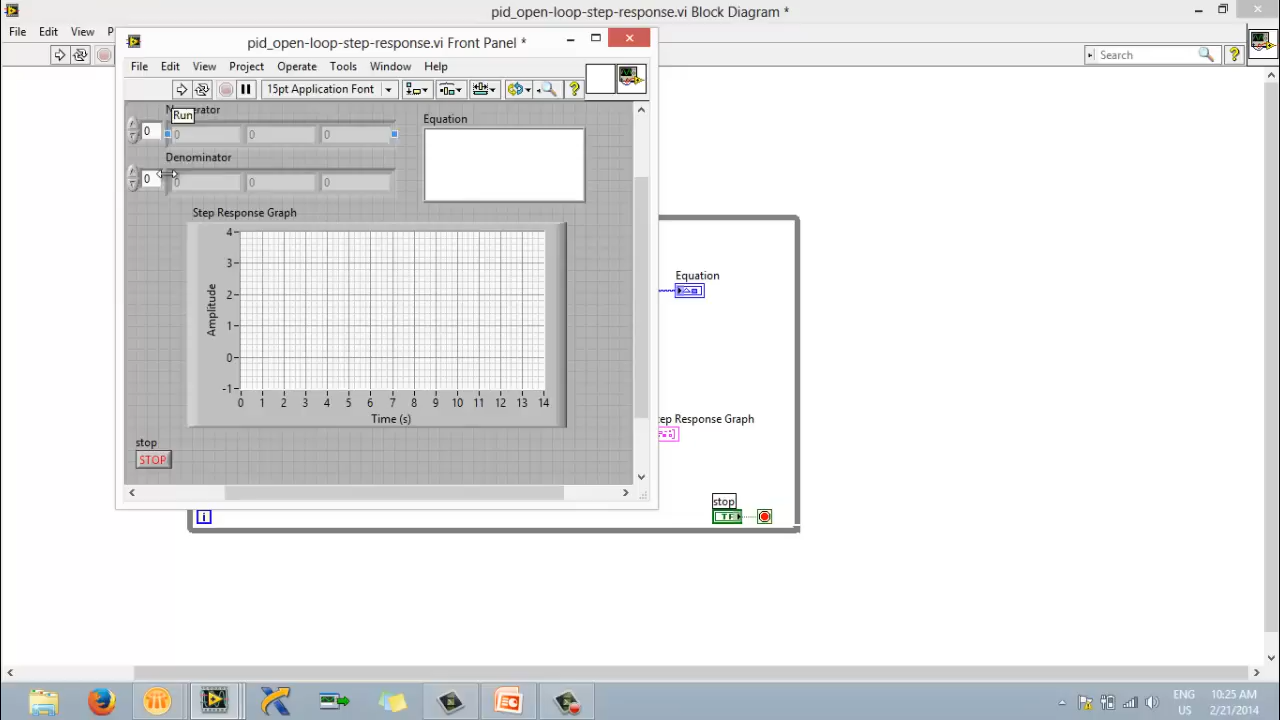 pid_open-loop-step-response.vi Block Diagram *
File Edit View
Search
pid_open-loop-step-response.vi Front Panel *
File Edit View Project Operate Tools Window Help
15pt Application Font
Run
0 0 0 0
Denominator
0 0 0 0
Equation
Step Response Graph
4
3
2
1
0
-1
Amplitude
0 1 2 3 4 5 6 7 8 9 10 11 12 13 14
Time (s)
stop
STOP
Equation
tep Response Graph
stop
TF
i
ENG
US
10:25 AM
2/21/2014